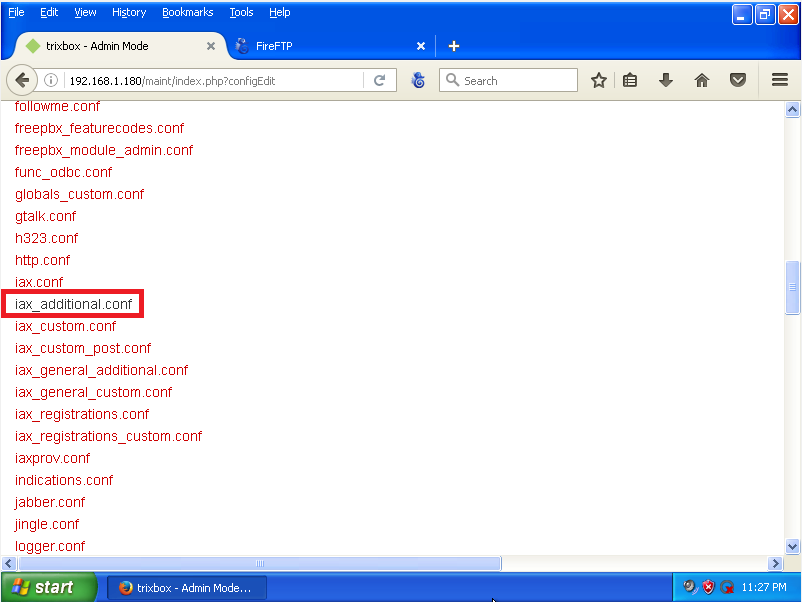 File Edit View History Bookmarks Tools Help
trixbox - Admin Mode
FireFTP
192.168.1.180/maint/index.php?configEdit
Search
followme.conf
freepbx_featurecodes.conf
freepbx_module_admin.conf
func_odbc.conf
globals_custom.conf
gtalk.conf
h323.conf
http.conf
iax.conf
iax_additional.conf
iax_custom.conf
iax_custom_post.conf
iax_general_additional.conf
iax_general_custom.conf
iax_registrations.conf
iax_registrations_custom.conf
iaxprov.conf
indications.conf
jabber.conf
jingle.conf
logger.conf
start
trixbox - Admin Mode...
11:27 PM